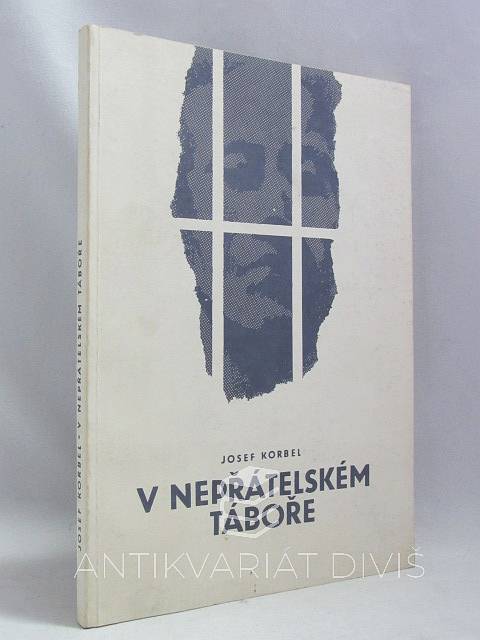 JOSEF KORBEL
V NEPŘÁTELSKÉM
TÁBOŘE
JOSEF KORBEL - V NEPŘÁTELSKÉM TÁBOŘE
ANTIKVARIÁT DIVIŠ